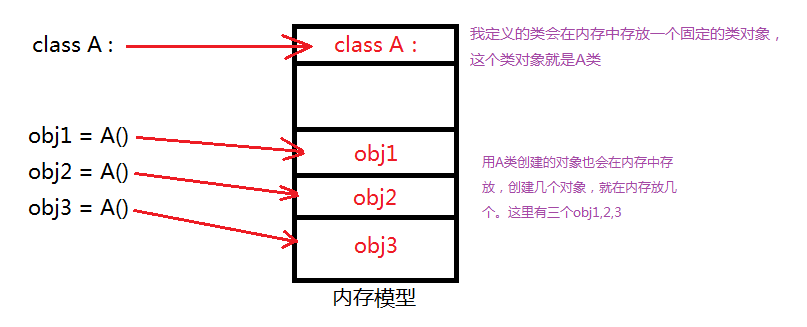 class A :
class A :
我定义的类会在内存中存放一个固定的类对象，
这个类对象就是A类
obj1 = A()
obj1
obj2 = A()
obj2
obj3 = A()
obj3
用A类创建的对象也会在内存中存
放，创建几个对象，就在内存放几
个。这里有三个obj1,2,3
内存模型